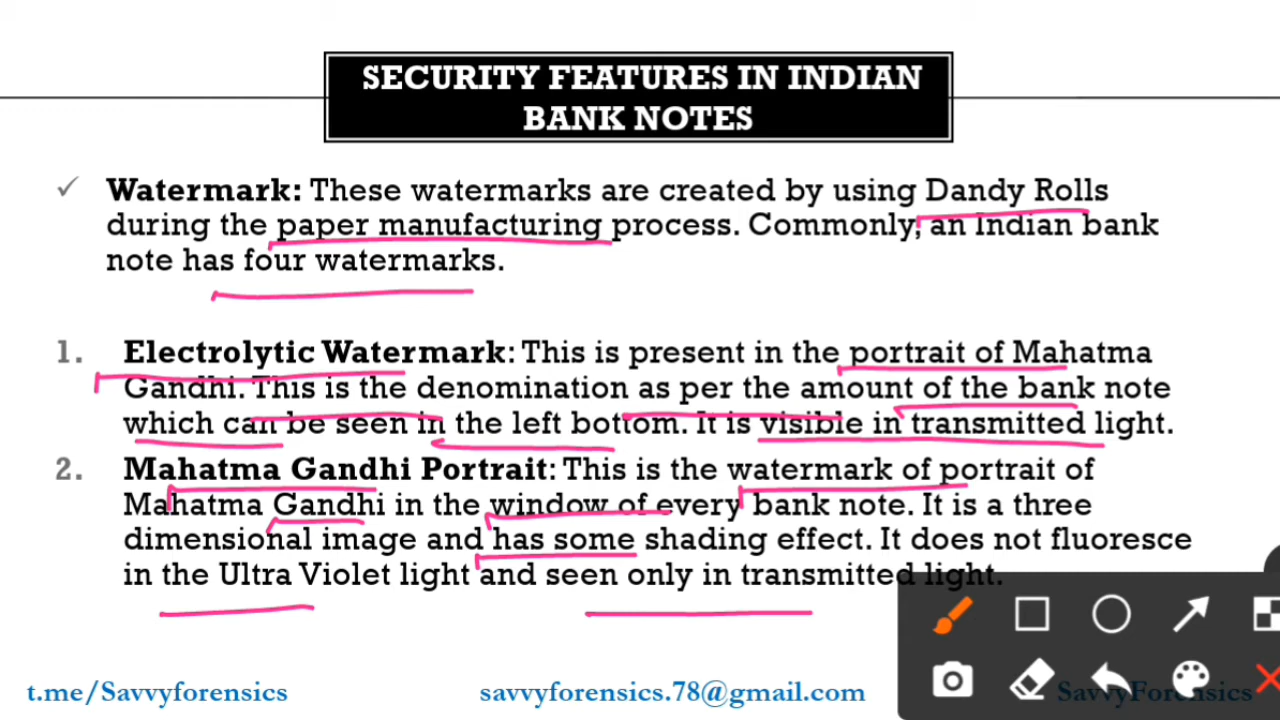 SECURITY FEATURES IN INDIAN
BANK NOTES
✓ Watermark: These watermarks are created by using Dandy Rolls
during the paper manufacturing process. Commonly, an Indian bank
note has four watermarks.
1. Electrolytic Watermark: This is present in the portrait of Mahatma
Gandhi. This is the denomination as per the amount of the bank note
which can be seen in the left bottom. It is visible in transmitted light.
2. Mahatma Gandhi Portrait: This is the watermark of portrait of
Mahatma Gandhi in the window of every bank note. It is a three
dimensional image and has some shading effect. It does not fluoresce
in the Ultra Violet light and seen only in transmitted light.
t.me/Savvyforensics savvyforensics.78@gmail.com SavvyForensics